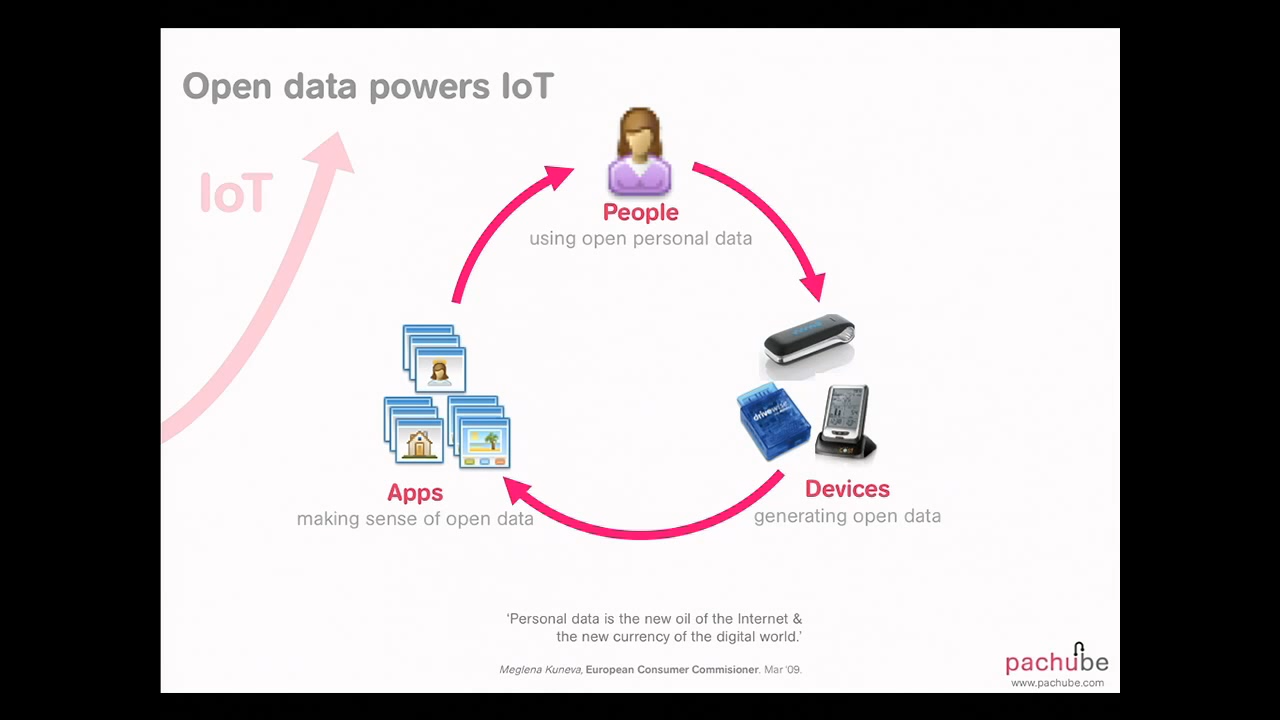 Open data powers IoT
IoT
People
using open personal data
drivewise
Apps
making sense of open data
Devices
generating open data
‘Personal data is the new oil of the Internet &
the new currency of the digital world.’
Meglena Kuneva, European Consumer Commisioner. Mar ‘09.
pachube
www.pachube.com